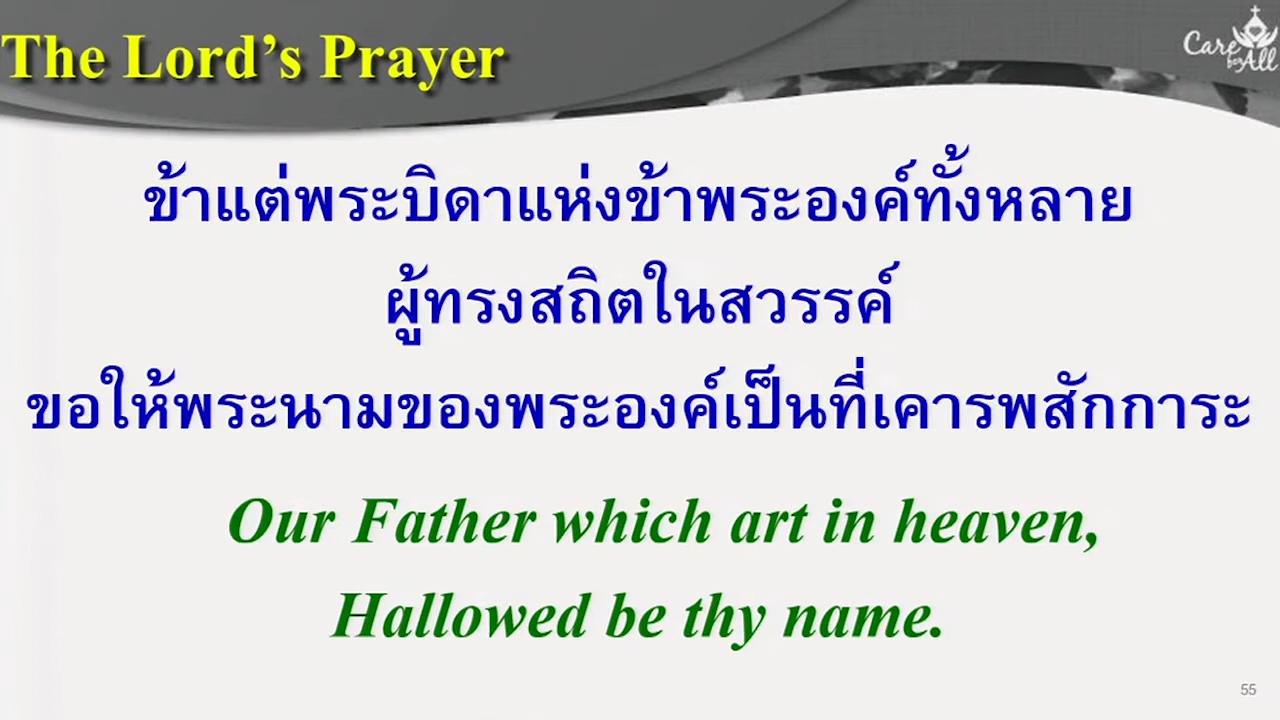 The Lord's Prayer
Care
for All
ข้าแต่พระบิดาแห่งข้าพระองค์ทั้งหลาย
ผู้ทรงสถิตในสวรรค์
ขอให้พระนามของพระองค์เป็นที่เคารพสักการะ
Our Father which art in heaven,
Hallowed be thy name.
55